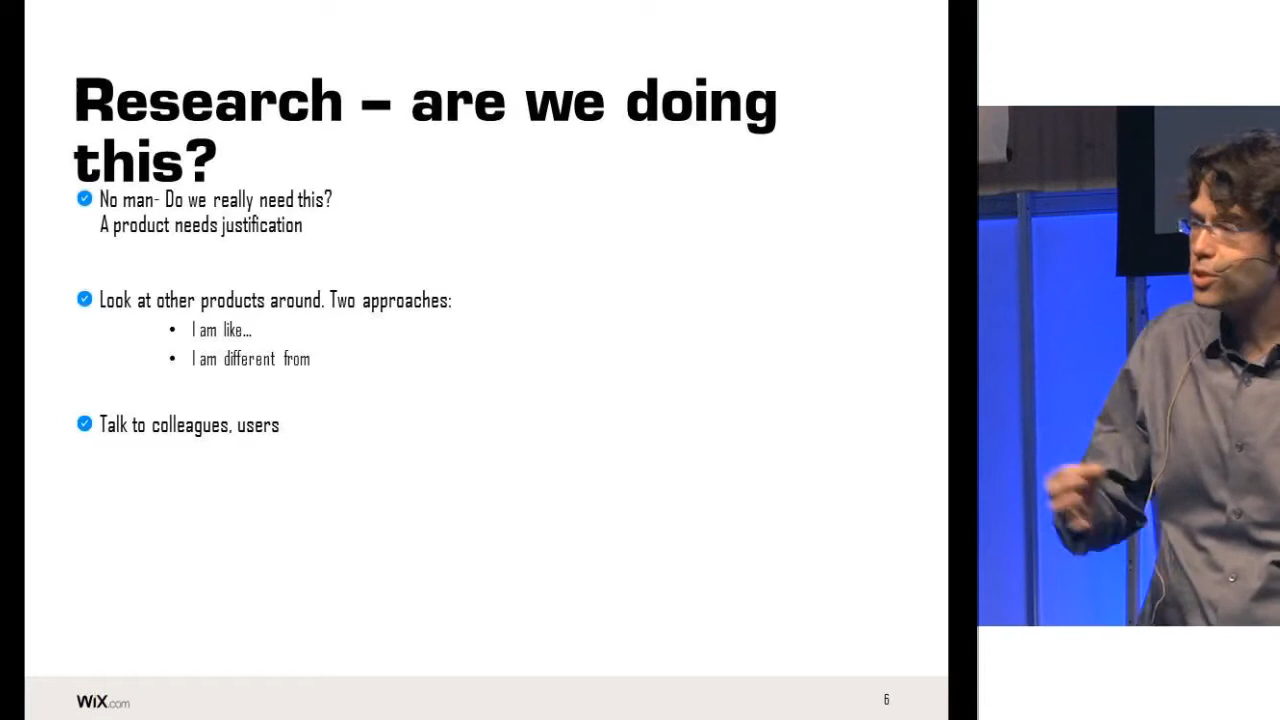 Research – are we doing
this?
No man- Do we really need this?
A product needs justification
Look at other products around. Two approaches:
• I am like...
• I am different from
Talk to colleagues, users
WiX.com
6